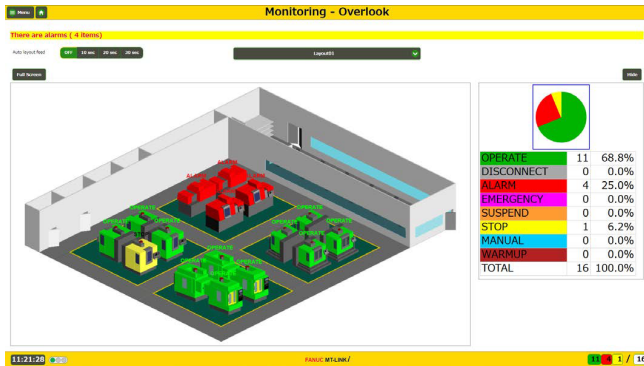 Menu
Monitoring - Overlook
There are alarms ( 4 items)
Auto layout feed OFF 10 sec 20 sec 30 sec
Layout01
Full Screen
Hide
ALARM
ALARM
ALARM
OPERATE
OPERATE
OPERATE
OPERATE
OPERATE
OPERATE
OPERATE
OPERATE
OPERATE
OPERATE 11 68.8%
DISCONNECT 0 0.0%
ALARM 4 25.0%
EMERGENCY 0 0.0%
SUSPEND 0 0.0%
STOP 1 6.2%
MANUAL 0 0.0%
WARMUP 0 0.0%
TOTAL 16 100.0%
11:21:28
FANUC MT-LINKi
11 4 1 / 16